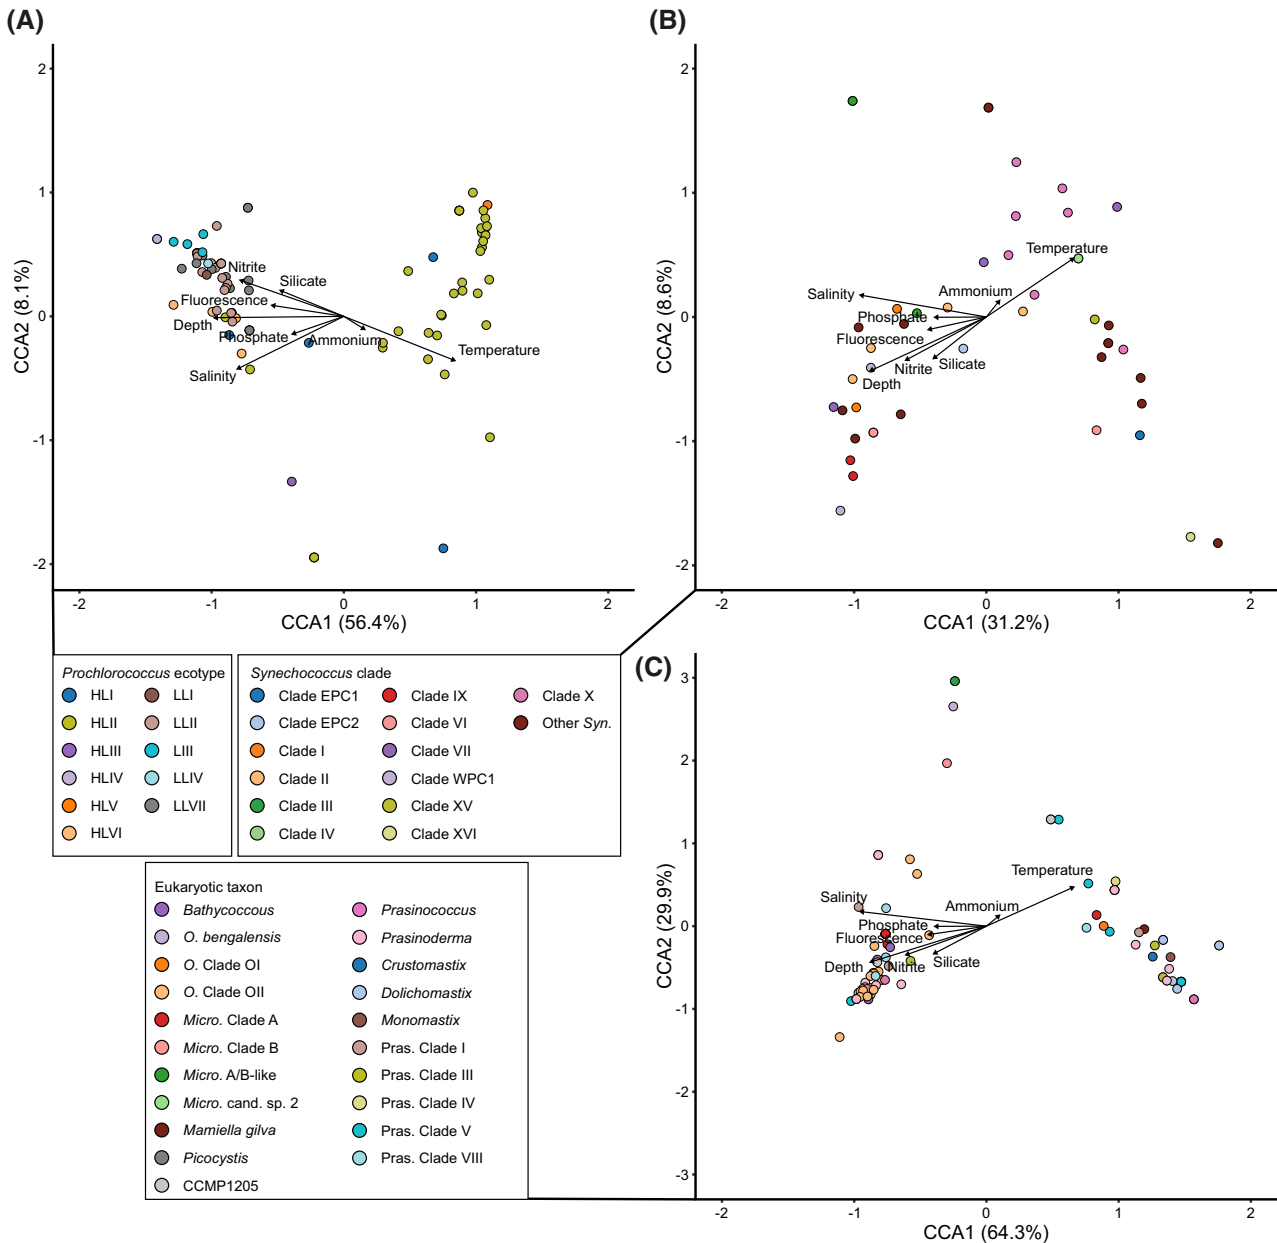 (A)
2
1
0
-1
-2
-2
-1
0
1
2
CCA2 (8.1%)
CCA1 (56.4%)
Nitrite
Silicate
Fluorescence
Depth
Phosphate
Ammonium
Salinity
Temperature
(B)
2
1
0
-1
-2
-2
-1
0
1
2
CCA2 (8.6%)
CCA1 (31.2%)
Temperature
Salinity
Ammonium
Phosphate
Fluorescence
Nitrite
Silicate
Depth
Prochlorococcus ecotype
HLI
HLII
HLIII
HLIV
HLV
HLVI
LLI
LLII
LIII
LLIV
LLVII
Synechococcus clade
Clade EPC1
Clade EPC2
Clade I
Clade II
Clade III
Clade IV
Clade IX
Clade VI
Clade VII
Clade WPC1
Clade XV
Clade XVI
Clade X
Other Syn.
Eukaryotic taxon
Bathycoccous
O. bengalensis
O. Clade OI
O. Clade OII
Micro. Clade A
Micro. Clade B
Micro. A/B-like
Micro. cand. sp. 2
Mamiella gilva
Picocystis
CCMP1205
Prasinococcus
Prasinoderma
Crustomastix
Dolichomastix
Monomastix
Pras. Clade I
Pras. Clade III
Pras. Clade IV
Pras. Clade V
Pras. Clade VIII
(C)
3
2
1
0
-1
-2
-3
-2
-1
0
1
2
CCA2 (29.9%)
CCA1 (64.3%)
Temperature
Salinity
Ammonium
Phosphate
Fluorescence
Depth
Nitrite
Silicate